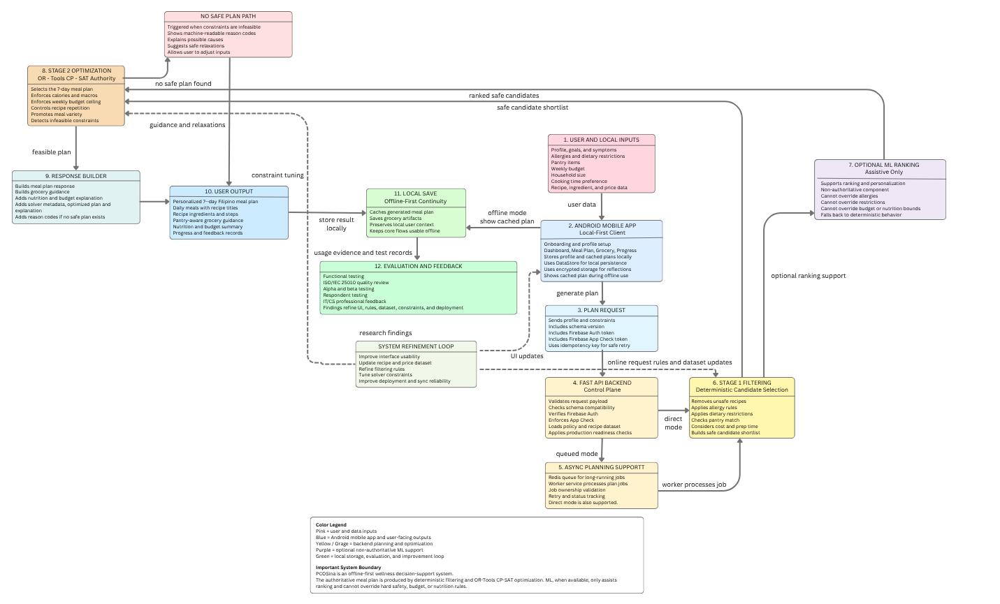 NO SAFE PLAN PATH
Triggered when constraints are infeasible
Shows machine-readable reason codes
Explains possible causes
Suggests safe relaxations
Allows user to adjust inputs
8. STAGE 2 OPTIMIZATION
OR - Tools CP - SAT Authority
Selects the 7-day meal plan
Enforces calories and macros
Enforces weekly budget ceiling
Controls recipe repetition
Promotes meal variety
Detects infeasible constraints
no safe plan found
ranked safe candidates
safe candidate shortlist
guidance and relaxations
feasible plan
constraint tuning
9. RESPONSE BUILDER
Builds meal plan response
Builds grocery guidance
Adds nutrition and budget explanation
Adds solver metadata, optimized plan and
explanation
Adds reason codes if no safe plan exists
10. USER OUTPUT
Personalized 7--day Filipino meal plan
Daily meals with recipe titles
Recipe ingredients and steps
Pantry-aware grocery guidance
Nutrition and budget summary
Progress and feedback records
store result
locally
11. LOCAL SAVE
Offline-First Continuity
Caches generated meal plan
Saves grocery artifacts
Preserves local user context
Keeps core flows usable offline
offline mode
show cached plan
usage evidence and test records
12. EVALUATION AND FEEDBACK
Functional testing
ISO/IEC 25010 quality review
Alpha and beta testing
Respondent testing
IT/CS professional feedback
Findings refine UI, rules, dataset, constraints, and deployment
1. USER AND LOCAL INPUTS
Profile, goals, and symptoms
Allergies and dietary restrictions
Pantry items
Weekly budget
Household size
Cooking time preference
Recipe, ingredient, and price data
user data
2. ANDROID MOBILE APP
Local-First Client
Onboarding and profile setup
Dashboard, Meal Plan, Grocery, Progress
Stores profile and cached plans locally
Uses DataStore for local persistence
Uses encrypted storage for reflections
Shows cached plan during offline use
generate plan
3. PLAN REQUEST
Sends profile and constraints
Includes schema version
Includes Firebase Auth token
Includes Firebase App Check token
Uses idempotency key for safe retry
7. OPTIONAL ML RANKING
Assistive Only
Supports ranking and personalization
Non-authoritative component
Cannot override allergies
Cannot override restrictions
Cannot override budget or nutrition bounds
Falls back to deterministic behavior
optional ranking support
research findings
SYSTEM REFINEMENT LOOP
Improve interface usability
Update recipe and price dataset
Refine filtering rules
Tune solver constraints
Improve deployment and sync reliability
UI updates
online request rules and dataset updates
4. FAST API BACKEND
Control Plane
Validates request payload
Checks schema compatibility
Verifies Firebase Auth
Enforces App Check
Loads policy and recipe dataset
Applies production readiness checks
direct
mode
6. STAGE 1 FILTERING
Deterministic Candidate Selection
Removes unsafe recipes
Applies allergy rules
Applies dietary restrictions
Checks pantry match
Considers cost and prep time
Builds safe candidate shortlist
queued mode
5. ASYNC PLANNING SUPPORTT
Redis queue for long-running jobs
Worker service processes plan jobs
Job ownership validation
Retry and status tracking
Direct mode is also supported.
worker processes job
Color Legend
Pink = user and data inputs
Blue = Android mobile app and user-facing outputs
Yellow / Orage = backend planning and optimization
Purple = optional non-authoritative ML support
Green = local storage, evaluation, and improvement loop
Important System Boundary
PCOSina is an offline-first wellness decision-support system.
The authoritative meal plan is produced by deterministic filtering and OR-Tools CP-SAT optimization. ML, when available, only assists
ranking and cannot override hard safety, budget, or nutrition rules.